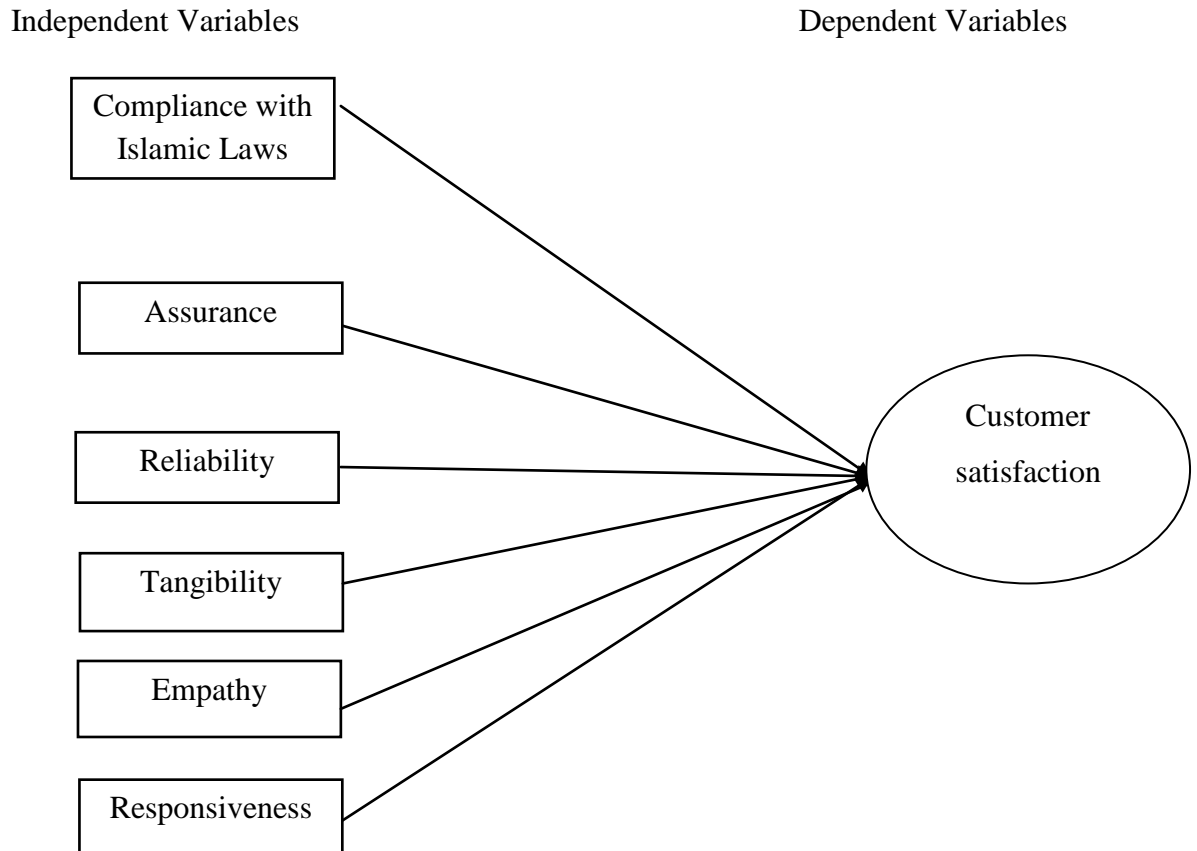 Independent Variables
Dependent Variables
Compliance with
Islamic Laws
Assurance
Reliability
Tangibility
Empathy
Responsiveness
Customer
satisfaction